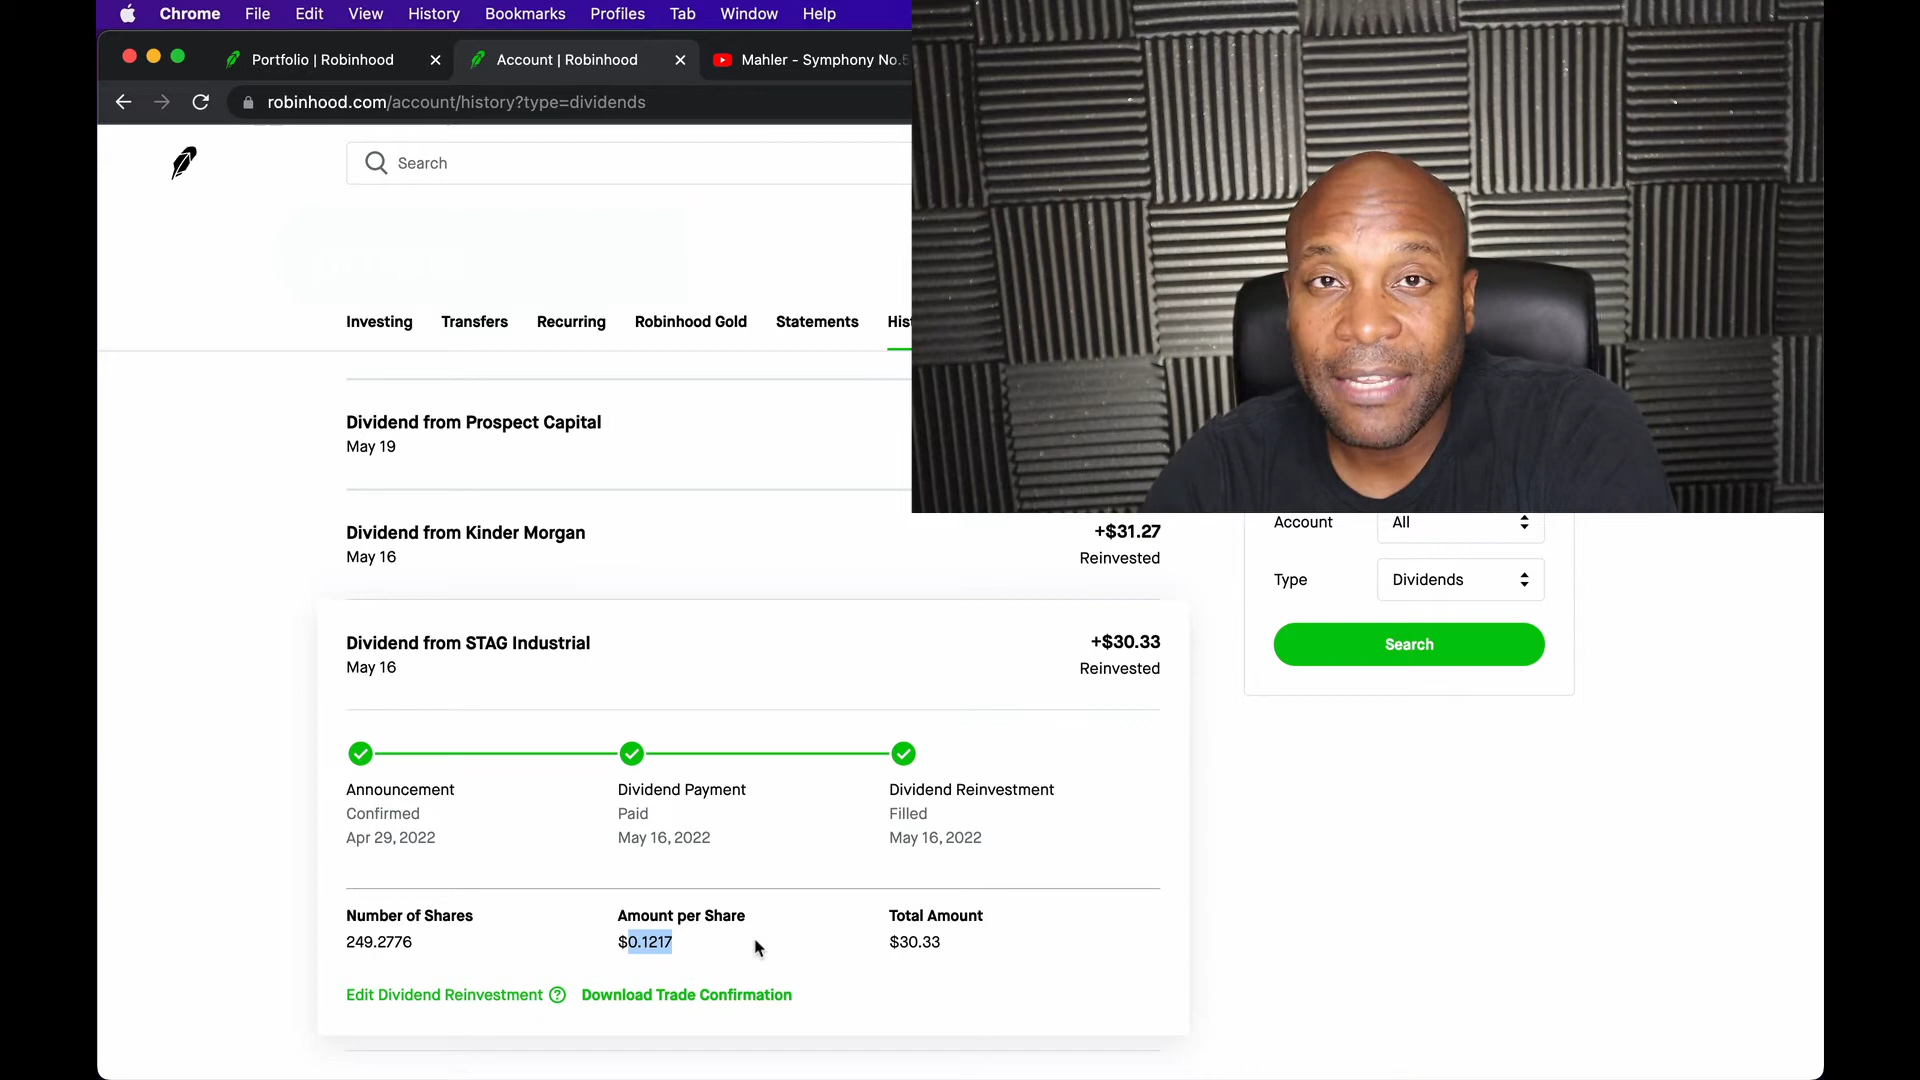 Chrome File Edit View History Bookmarks Profiles Tab Window Help
Portfolio | Robinhood
Account | Robinhood
Mahler - Symphony No.5
robinhood.com/account/history?type=dividends
Search
Investing Transfers Recurring Robinhood Gold Statements Hist
Dividend from Prospect Capital
May 19
Dividend from Kinder Morgan
May 16
+$31.27
Reinvested
Dividend from STAG Industrial
May 16
+$30.33
Reinvested
Announcement
Confirmed
Apr 29, 2022
Dividend Payment
Paid
May 16, 2022
Dividend Reinvestment
Filled
May 16, 2022
Number of Shares
249.2776
Amount per Share
$0.1217
Total Amount
$30.33
Edit Dividend Reinvestment ?
Download Trade Confirmation
Account All
Type Dividends
Search